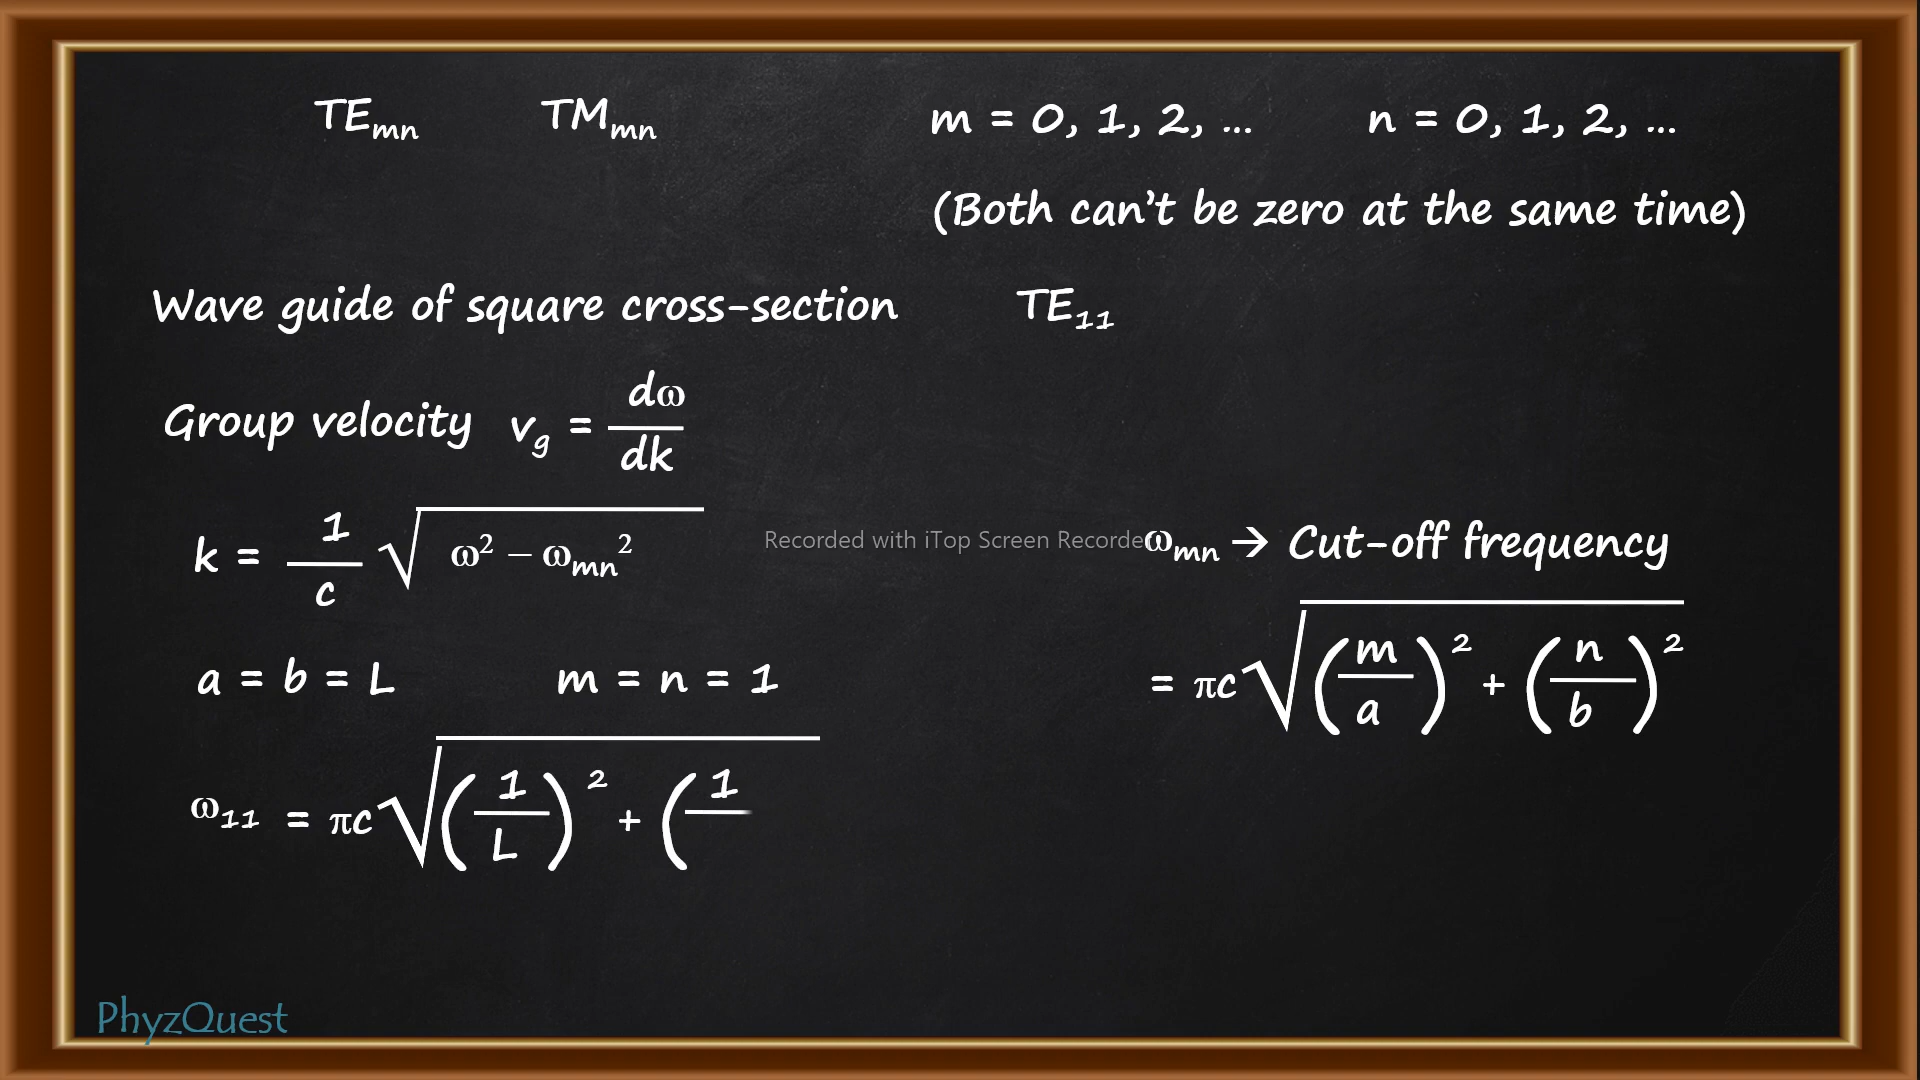 TEmn TMmn m = 0, 1, 2, ... n = 0, 1, 2, ...
(Both can't be zero at the same time)
Wave guide of square cross-section TE11
Group velocity vg = dω/dk
k = 1/c √ ω² – ωmn²
Recorded with iTop Screen Recorde
ωmn → Cut-off frequency
= πc√(m/a)² + (n/b)²
a = b = L m = n = 1
ω11 = πc√(1/L)² + (1
PhyzQuest